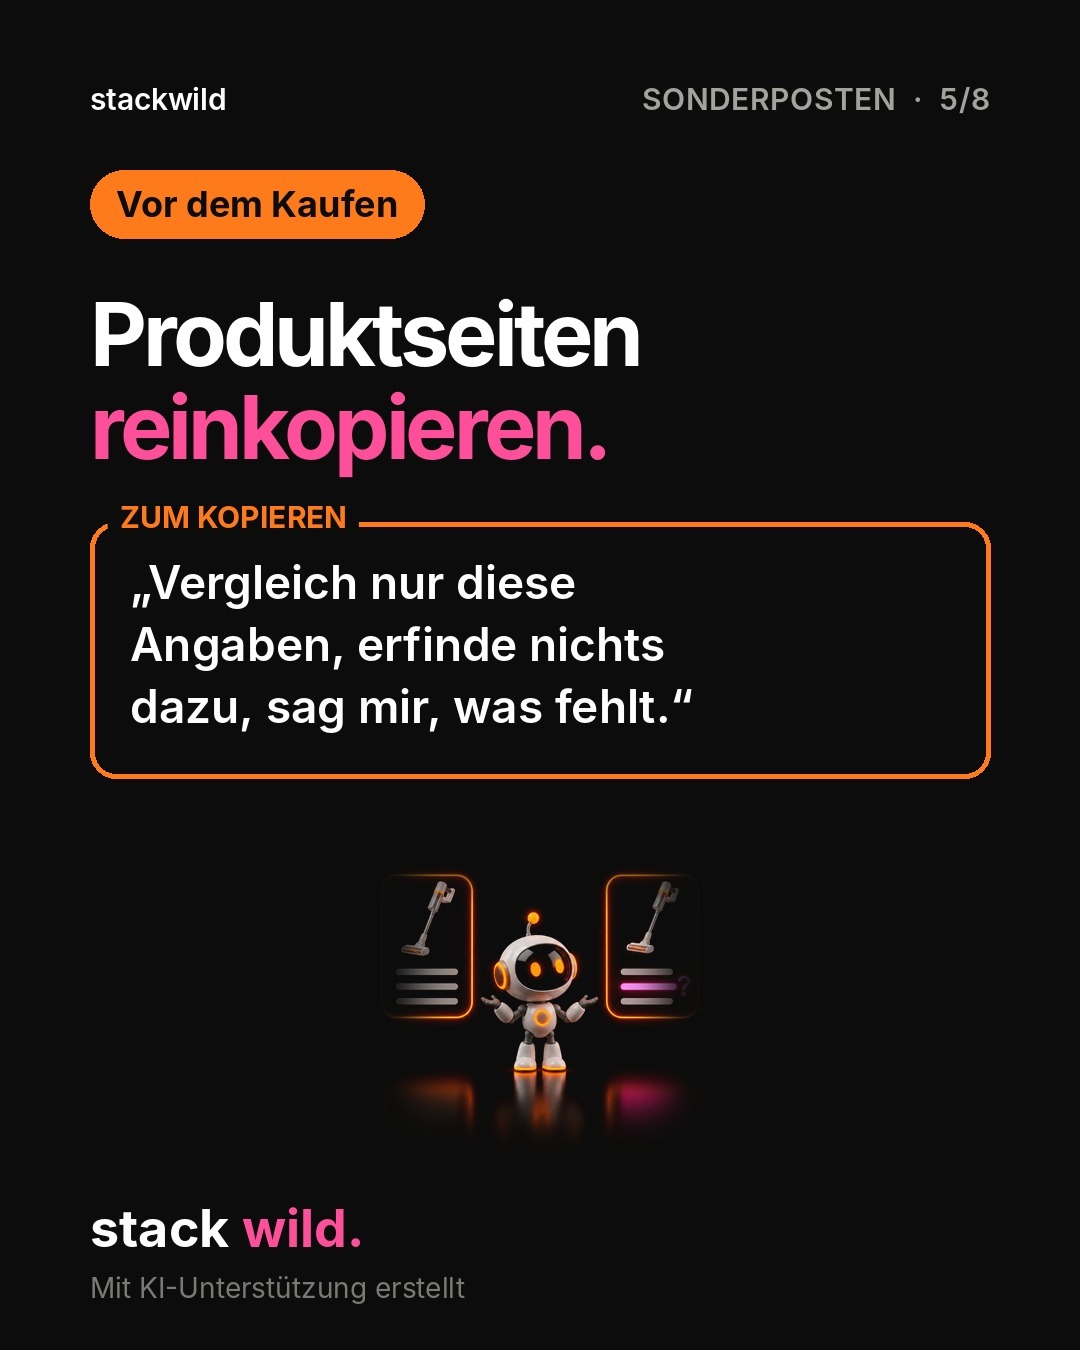 stackwild
SONDERPOSTEN · 5/8
Vor dem Kaufen
Produktseiten
reinkopieren.
ZUM KOPIEREN
„Vergleich nur diese
Angaben, erfinde nichts
dazu, sag mir, was fehlt.“
?
stack wild.
Mit KI-Unterstützung erstellt